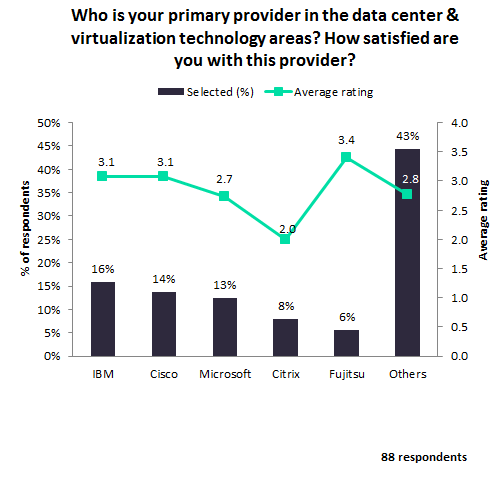 Who is your primary provider in the data center &
virtualization technology areas? How satisfied are
you with this provider?
Selected (%)
Average rating
50%
45%
40%
35%
30%
25%
20%
15%
10%
5%
0%
% of respondents
4.0
3.5
3.0
2.5
2.0
1.5
1.0
0.5
0.0
Average rating
3.1
3.1
2.7
2.0
3.4
2.8
16%
14%
13%
8%
6%
43%
IBM
Cisco
Microsoft
Citrix
Fujitsu
Others
88 respondents